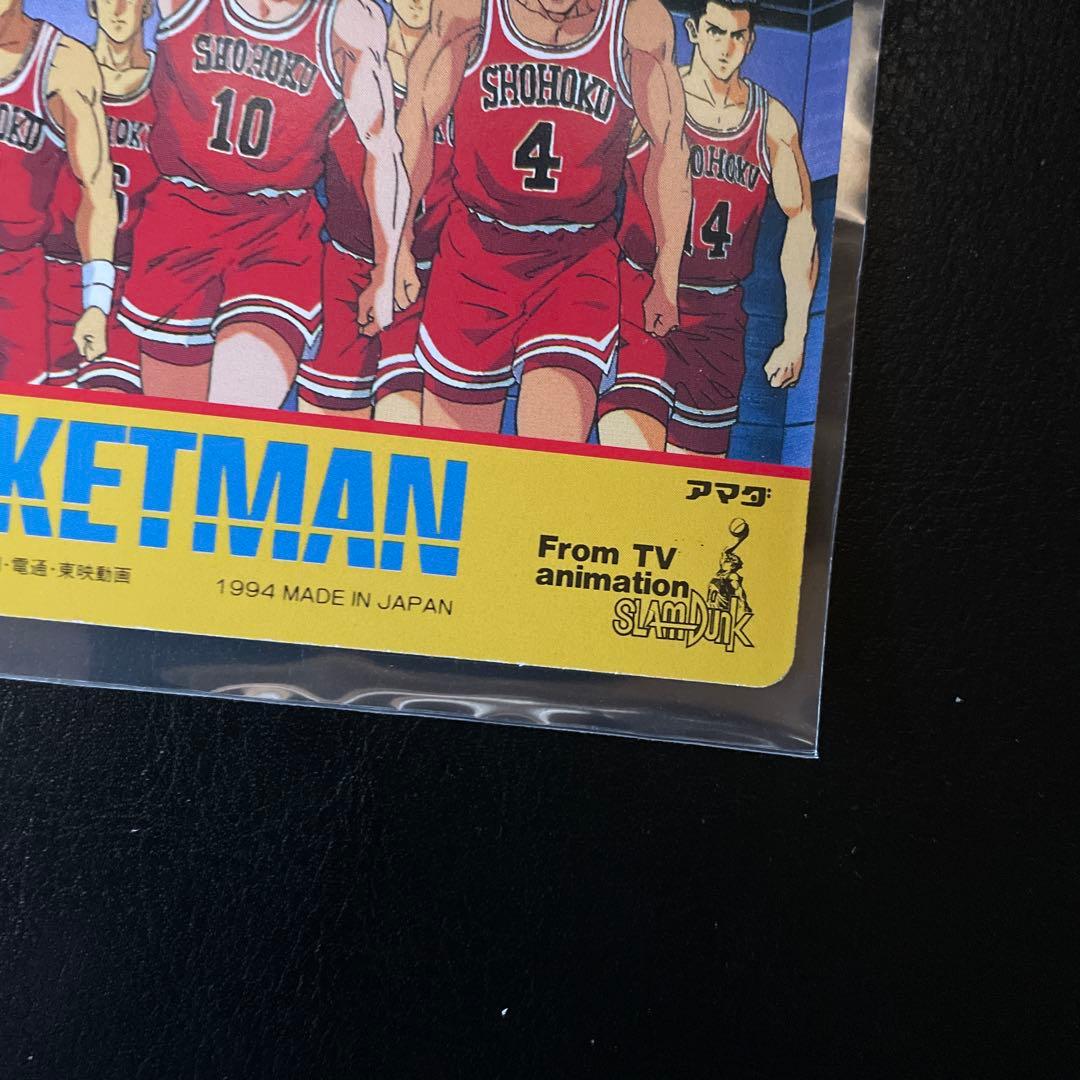 SHOHOKU
10
SHOHOKU
4
14
KETMAN
アマダ
From TV
animation
SLAM DUNK
・電通・東映動画
1994 MADE IN JAPAN